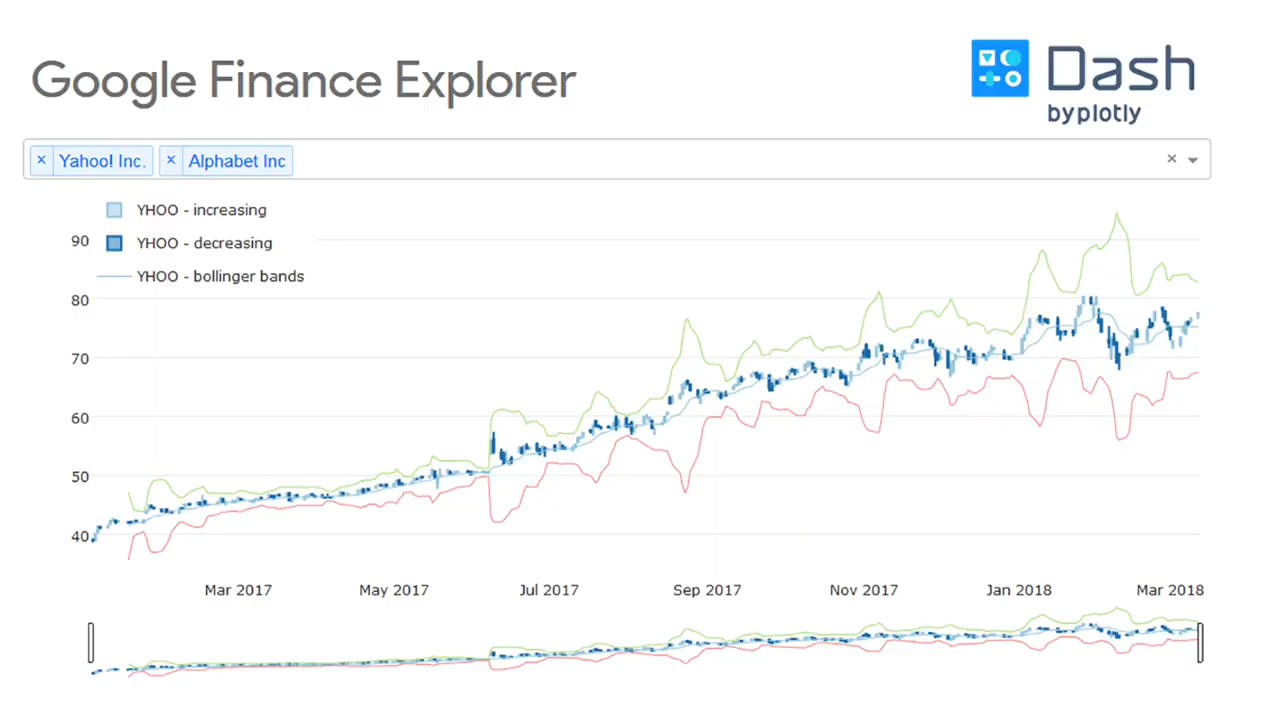 Google Finance Explorer
Dash
by plotly
× Yahoo! Inc. × Alphabet Inc ×
YHOO - increasing
YHOO - decreasing
YHOO - bollinger bands
90
80
70
60
50
40
Mar 2017 May 2017 Jul 2017 Sep 2017 Nov 2017 Jan 2018 Mar 2018